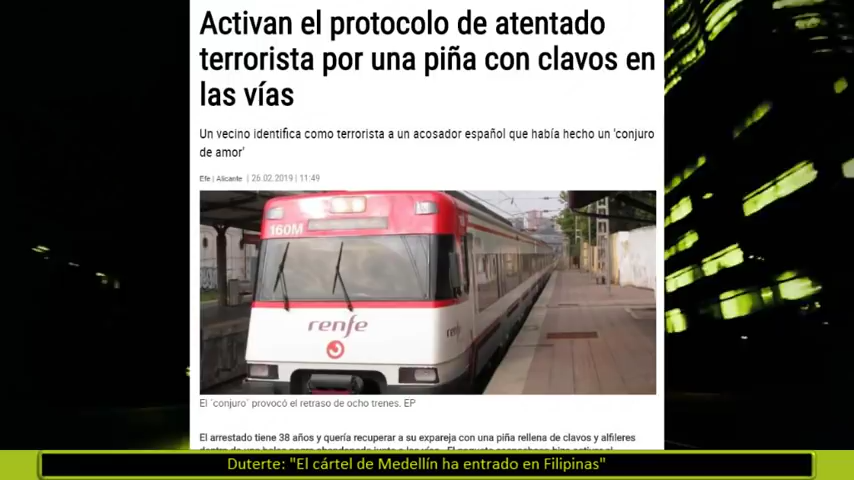 Activan el protocolo de atentado
terrorista por una piña con clavos en
las vías
Un vecino identifica como terrorista a un acosador español que había hecho un 'conjuro
de amor'
Efe | Alicante | 26.02.2019 | 11:49
160M
renfe
El ´conjuro´ provocó el retraso de ocho trenes. EP
El arrestado tiene 38 años y quería recuperar a su expareja con una piña rellena de clavos y alfileres
Duterte: "El cártel de Medellín ha entrado en Filipinas"